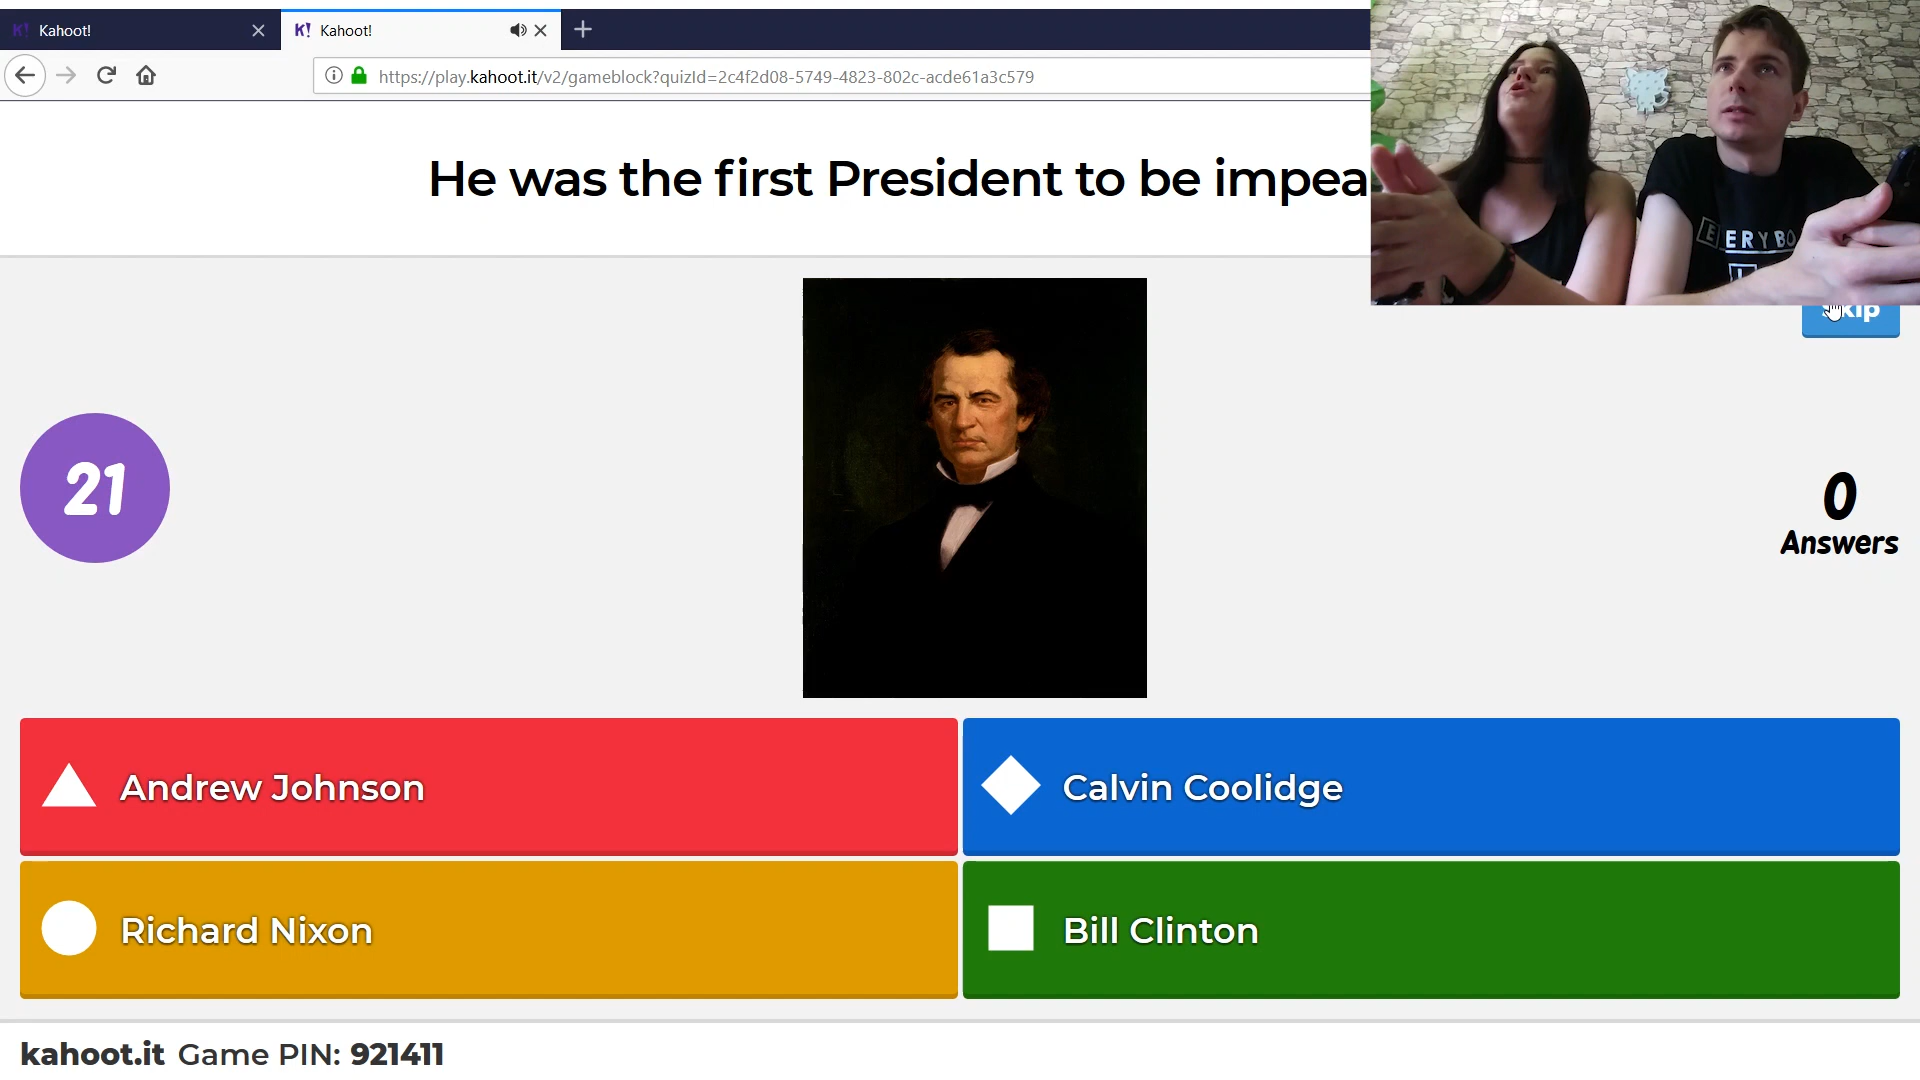 Kahoot!
Kahoot!
https://play.kahoot.it/v2/gameblock?quizId=2c4f2d08-5749-4823-802c-acde61a3c579
He was the first President to be impea
ERYBO
Skip
21
0
Answers
Andrew Johnson
Calvin Coolidge
Richard Nixon
Bill Clinton
kahoot.it Game PIN: 921411